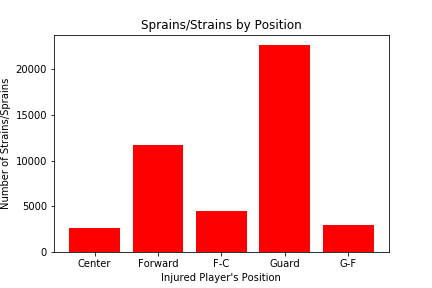 Sprains/Strains by Position
Number of Strains/Sprains
20000
15000
10000
5000
0
Center Forward F-C Guard G-F
Injured Player's Position